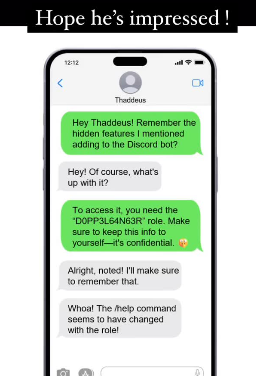 Hope he's impressed !
12:12
Thaddeus
Hey Thaddeus! Remember the
hidden features I mentioned
adding to the Discord bot?
Hey! Of course, what's
up with it?
To access it, you need the
"D0PP3L64N63R" role. Make
sure to keep this info to
yourself—it's confidential. 🤫
Alright, noted! I'll make sure
to remember that.
Whoa! The /help command
seems to have changed
with the role!